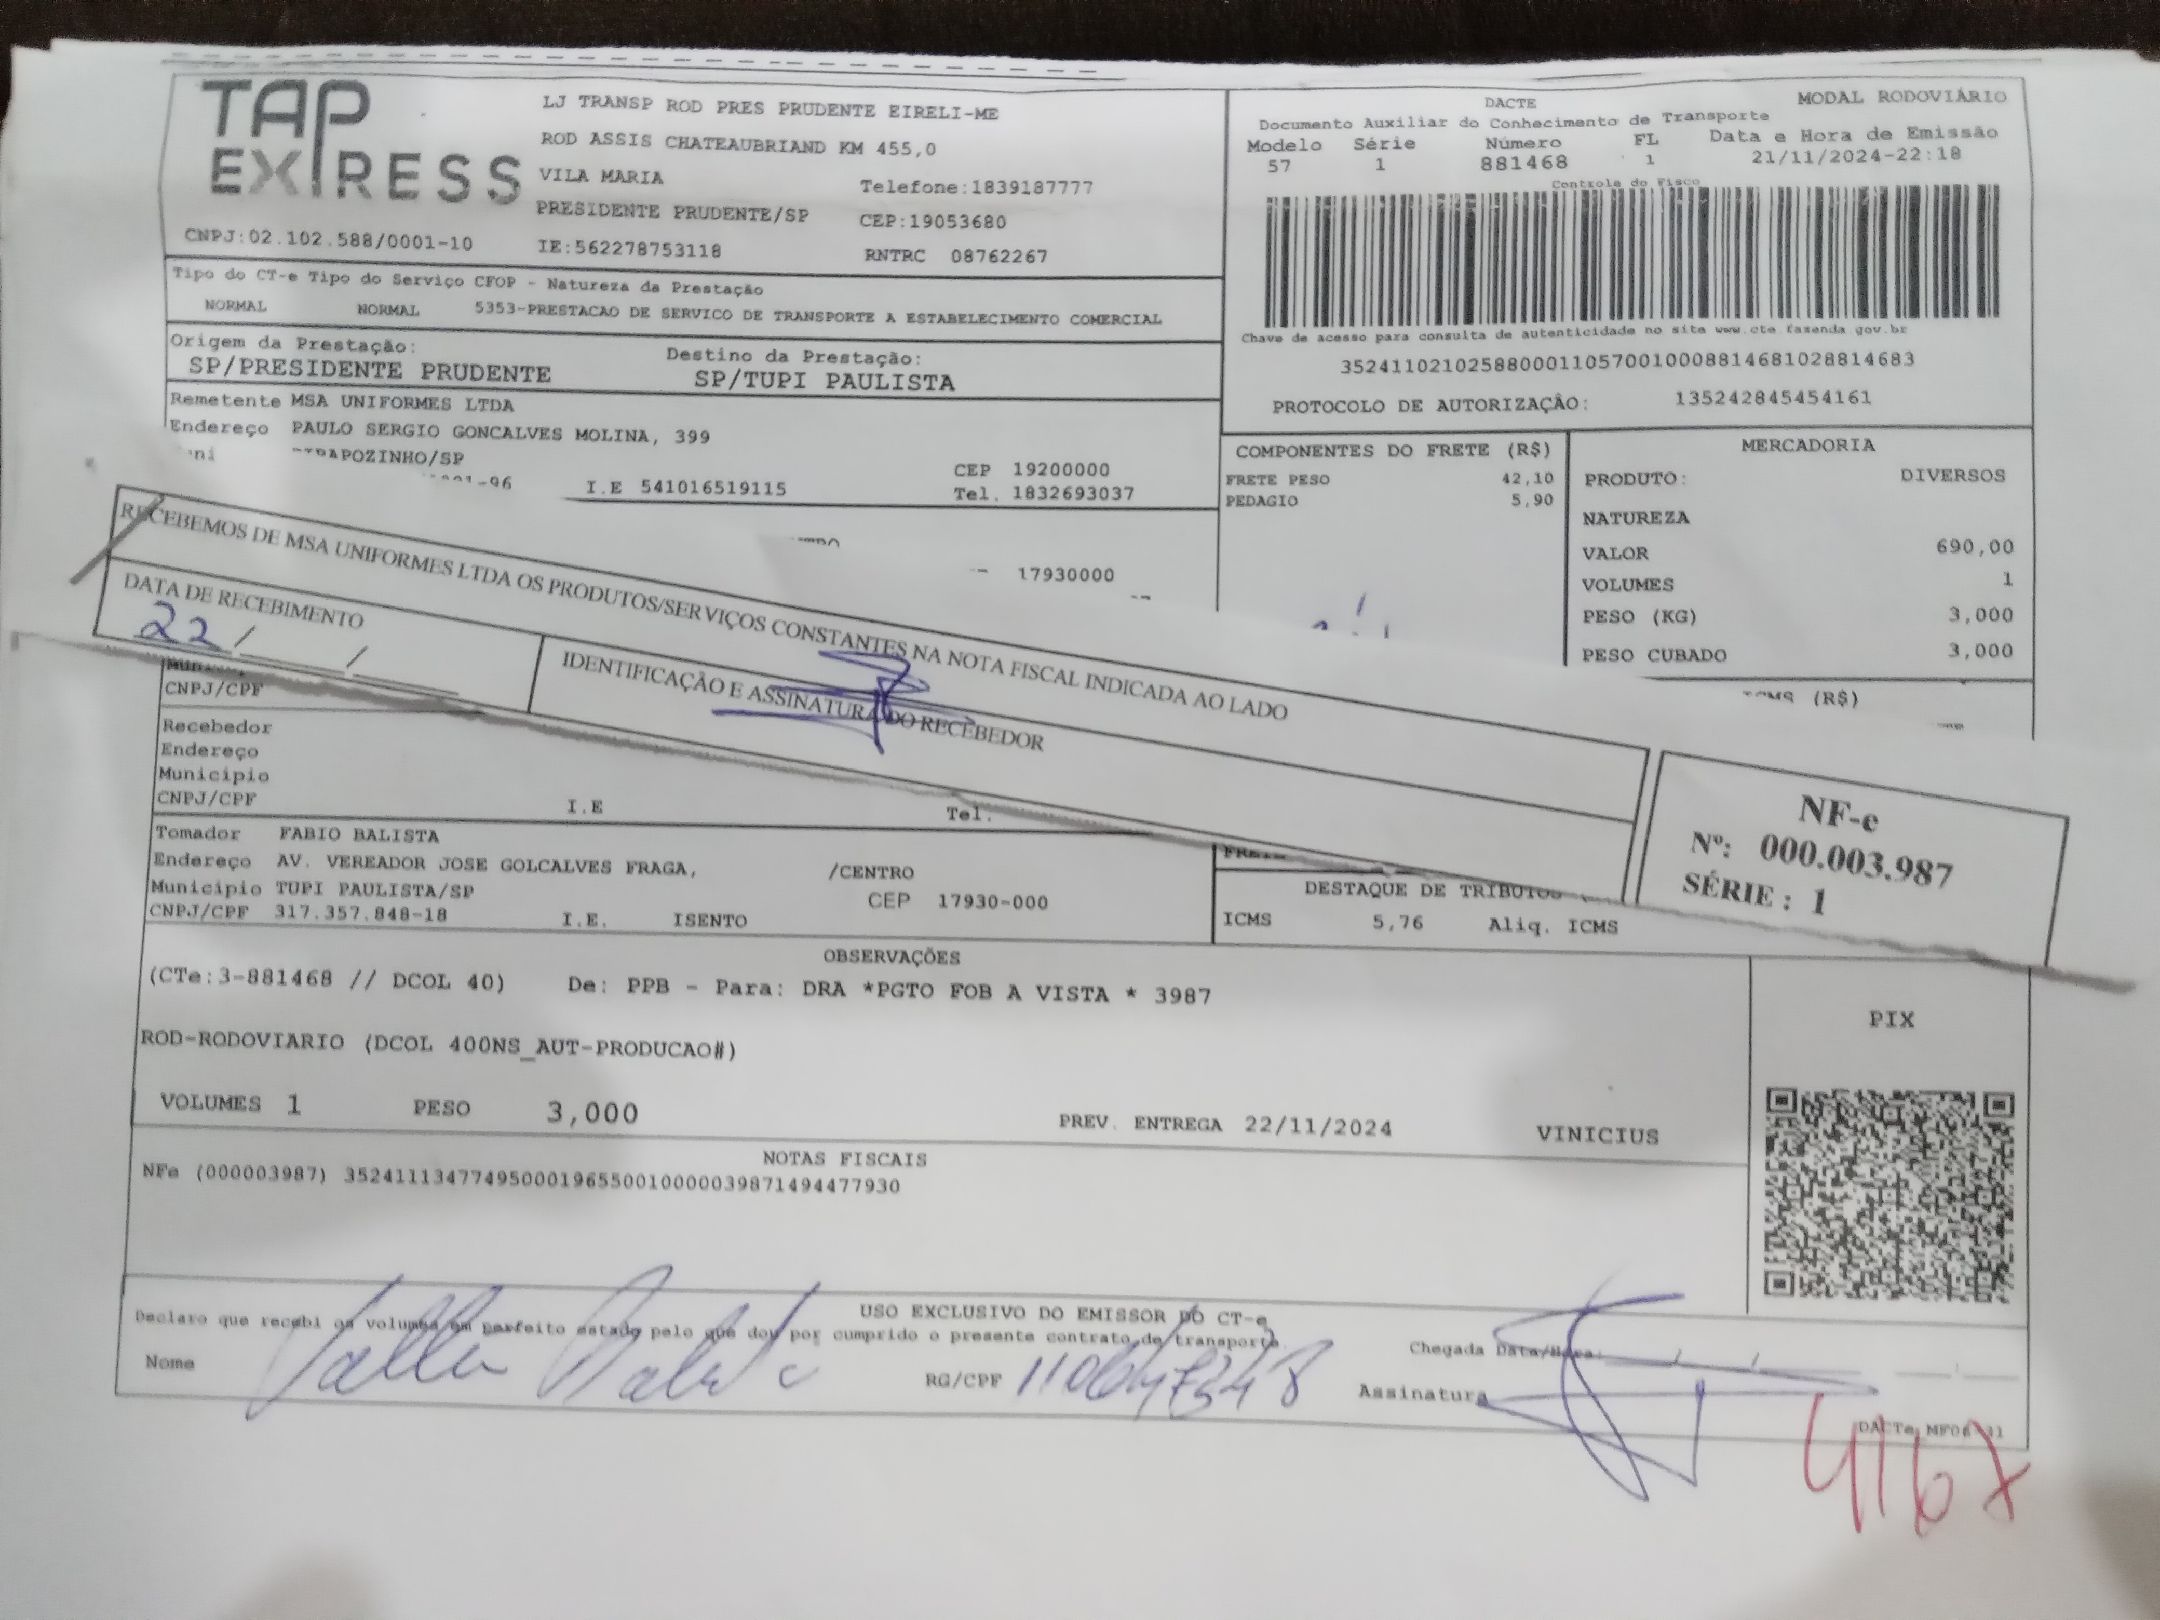 TAP EXPRESS
LJ TRANSP ROD PRES PRUDENTE EIRELI-ME
ROD ASSIS CHATEAUBRIAND KM 455,0
VILA MARIA Telefone:1839187777
PRESIDENTE PRUDENTE/SP CEP:19053680
CNPJ:02.102.588/0001-10 IE:562278753118 RNTRC 08762267
DACTE MODAL RODOVIÁRIO
Documento Auxiliar do Conhecimento de Transporte
Modelo Série Número FL Data e Hora de Emissão
57 1 881468 1 21/11/2024-22:18
Controle do Fisco
Chave de acesso para consulta de autenticidade no site www.cte.fazenda.gov.br
35241102102588000110570010008814681028814683
PROTOCOLO DE AUTORIZAÇÃO: 135242845454161
Tipo do CT-e Tipo do Serviço CFOP - Natureza da Prestação
NORMAL NORMAL 5353-PRESTACAO DE SERVICO DE TRANSPORTE A ESTABELECIMENTO COMERCIAL
Origem da Prestação: Destino da Prestação:
SP/PRESIDENTE PRUDENTE SP/TUPI PAULISTA
Remetente MSA UNIFORMES LTDA
Endereço PAULO SERGIO GONCALVES MOLINA, 399
CEP 19200000
I.E 541016519115 Tel. 1832693037
17930000
COMPONENTES DO FRETE (R$)
FRETE PESO 42,10
PEDAGIO 5,90
MERCADORIA
PRODUTO: DIVERSOS
NATUREZA
VALOR 690,00
VOLUMES 1
PESO (KG) 3,000
PESO CUBADO 3,000
(R$)
RECEBEMOS DE MSA UNIFORMES LTDA OS PRODUTOS/SERVIÇOS CONSTANTES NA NOTA FISCAL INDICADA AO LADO
DATA DE RECEBIMENTO
22/ /
IDENTIFICAÇÃO E ASSINATURA DO RECEBEDOR
NF-e
Nº: 000.003.987
SÉRIE : 1
CNPJ/CPF
Recebedor
Endereço
Municipio
CNPJ/CPF I.E Tel.
Tomador FABIO BALISTA
Endereço AV. VEREADOR JOSE GOLCALVES FRAGA, /CENTRO
Municipio TUPI PAULISTA/SP CEP 17930-000
CNPJ/CPF 317.357.848-18 I.E. ISENTO
DESTAQUE DE TRIBUTOS
ICMS 5,76 Aliq. ICMS
OBSERVAÇÕES
(CTe:3-881468 // DCOL 40) De: PPB - Para: DRA *PGTO FOB A VISTA * 3987
ROD-RODOVIARIO (DCOL 400NS_AUT-PRODUCAO#)
VOLUMES 1 PESO 3,000 PREV. ENTREGA 22/11/2024 VINICIUS
PIX
NOTAS FISCAIS
NFe (000003987) 35241113477495000196550010000039871494477930
USO EXCLUSIVO DO EMISSOR DO CT-e
Declaro que recebi os volumes em perfeito estado pelo que dou por cumprido o presente contrato de transporte.
Nome RG/CPF Chegada Data/Hora:
Assinatura
4167